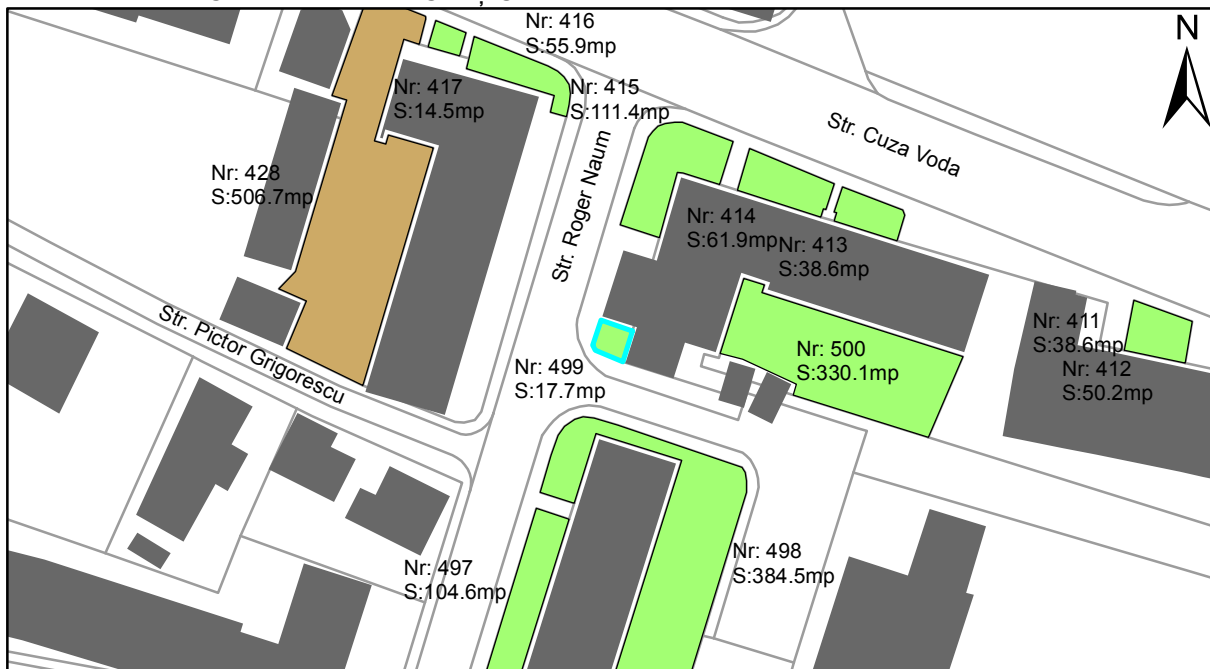 Nr: 416
S:55.9mp
N
Nr: 417
S:14.5mp
Nr: 415
S:111.4mp
Str. Cuza Voda
Nr: 428
S:506.7mp
Str. Roger Naum
Nr: 414
S:61.9mp
Nr: 413
S:38.6mp
Str. Pictor Grigorescu
Nr: 411
S:38.6mp
Nr: 500
S:330.1mp
Nr: 499
S:17.7mp
Nr: 412
S:50.2mp
Nr: 497
S:104.6mp
Nr: 498
S:384.5mp